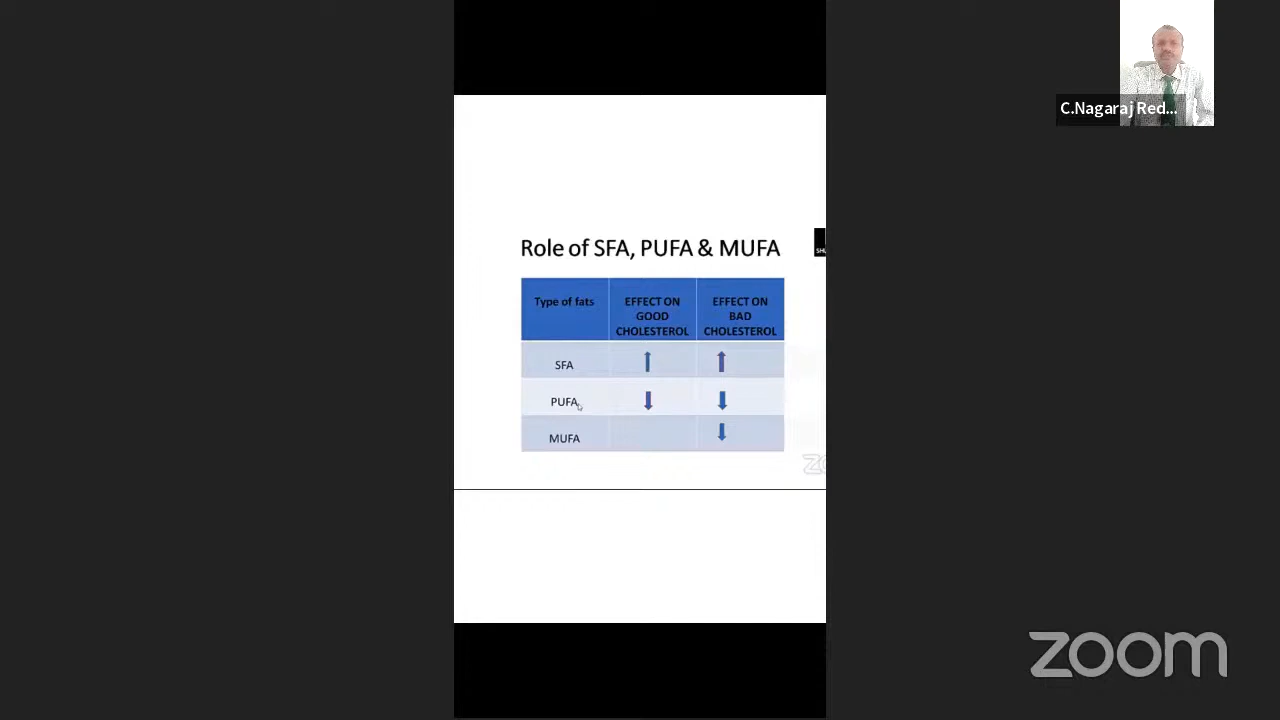 C.Nagaraj Red...
Role of SFA, PUFA & MUFA
Type of fats
EFFECT ON
GOOD
CHOLESTEROL
EFFECT ON
BAD
CHOLESTEROL
SFA
PUFA
MUFA
zoom